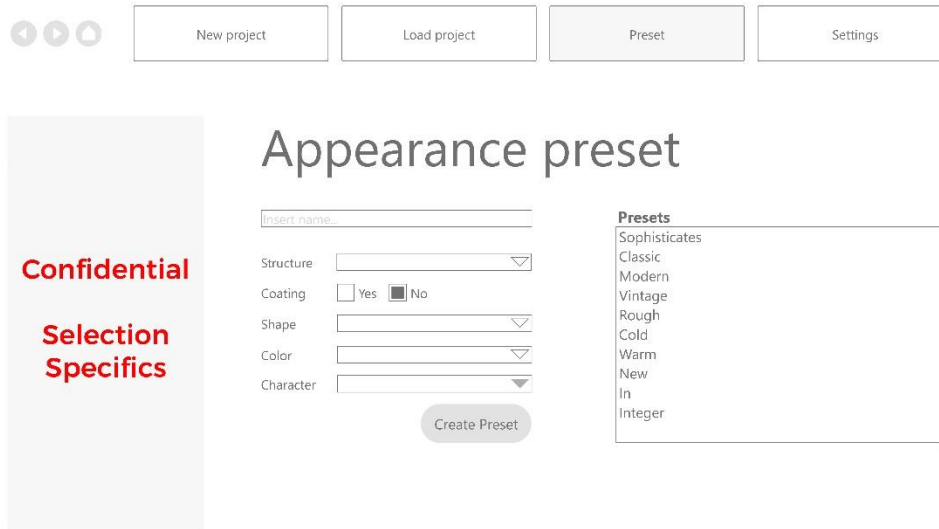 New project
Load project
Preset
Settings
Appearance preset
Confidential
Selection
Specifics
Insert name...
Structure
Coating Yes No
Shape
Color
Character
Create Preset
Presets
Sophisticates
Classic
Modern
Vintage
Rough
Cold
Warm
New
In
Integer